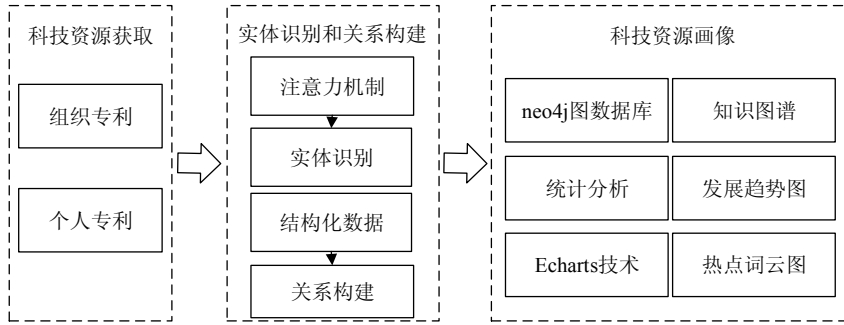 科技资源获取
组织专利
个人专利
实体识别和关系构建
注意力机制
实体识别
结构化数据
关系构建
科技资源画像
neo4j图数据库
知识图谱
统计分析
发展趋势图
Echarts技术
热点词云图